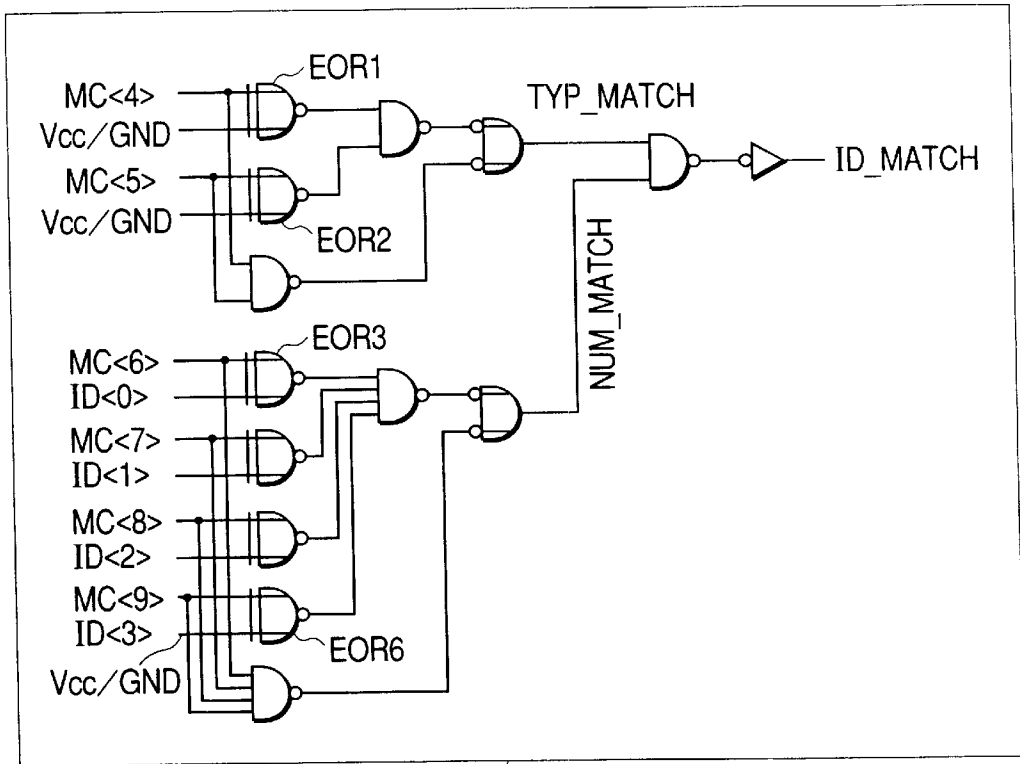 EOR1
MC<4>
Vcc/GND
TYP_MATCH
ID_MATCH
MC<5>
Vcc/GND
EOR2
NUM_MATCH
EOR3
MC<6>
ID<0>
MC<7>
ID<1>
MC<8>
ID<2>
MC<9>
ID<3>
EOR6
Vcc/GND